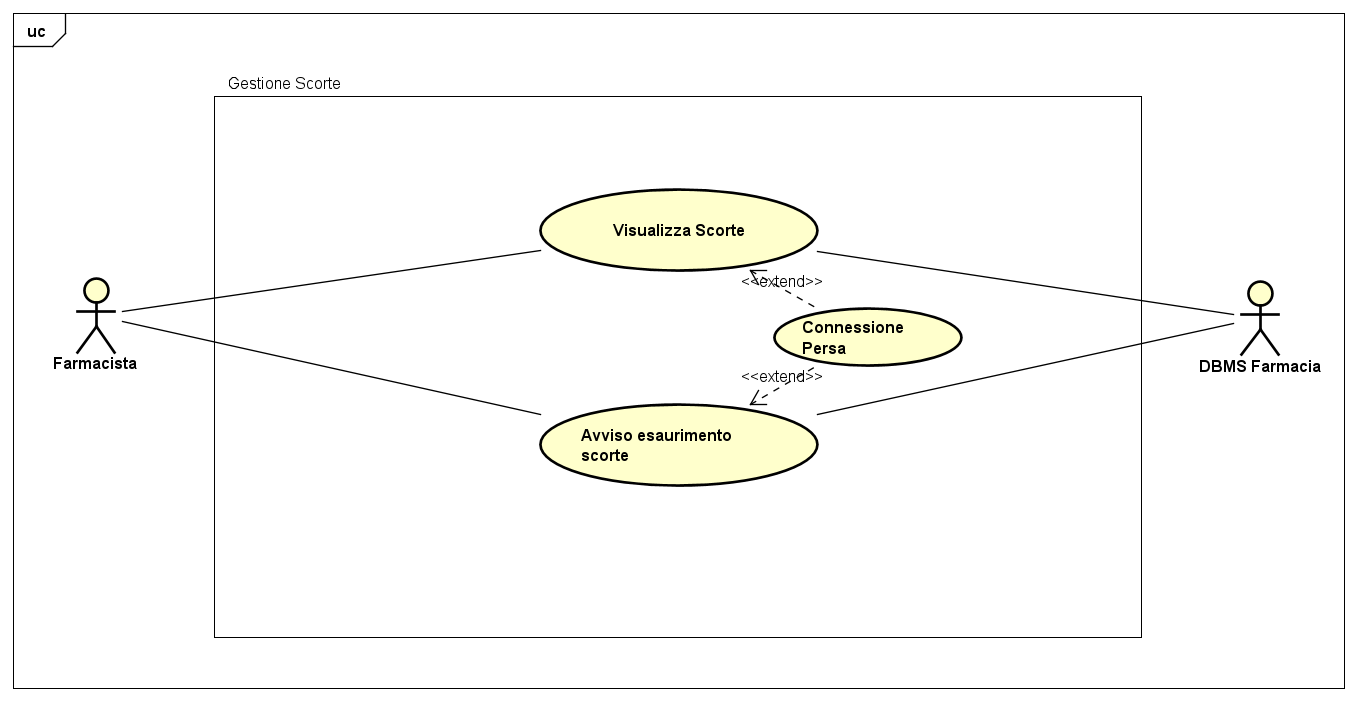 uc
Gestione Scorte
Visualizza Scorte
<<extend>>
Connessione
Persa
Farmacista
DBMS Farmacia
<<extend>>
Avviso esaurimento
scorte